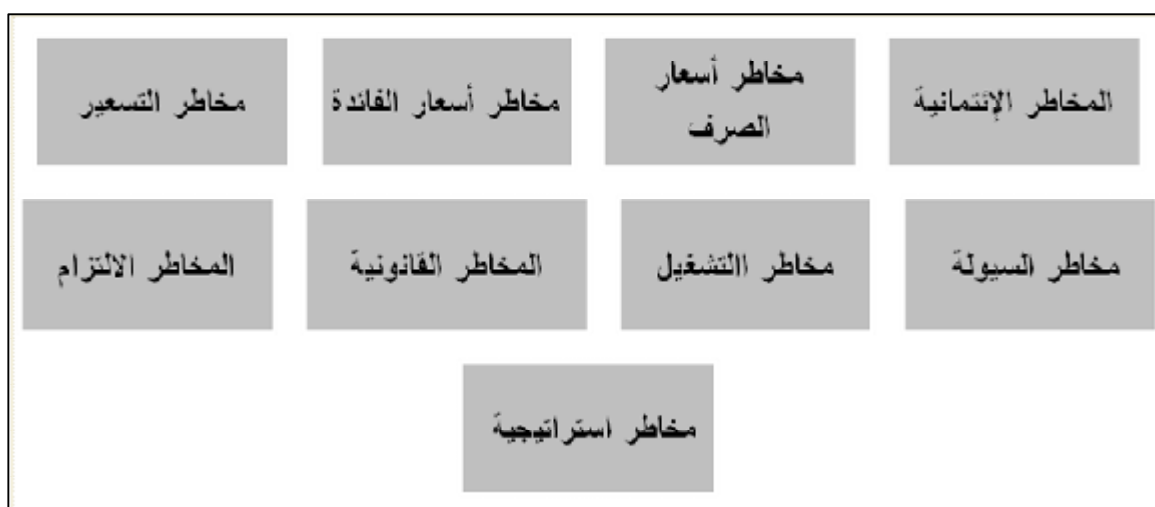 المخاطر الإئتمانية
مخاطر أسعار
الصرف
مخاطر أسعار الفائدة
مخاطر التسعير
مخاطر السيولة
مخاطر االتشغيل
المخاطر القانونية
المخاطر الالتزام
مخاطر استراتيجية